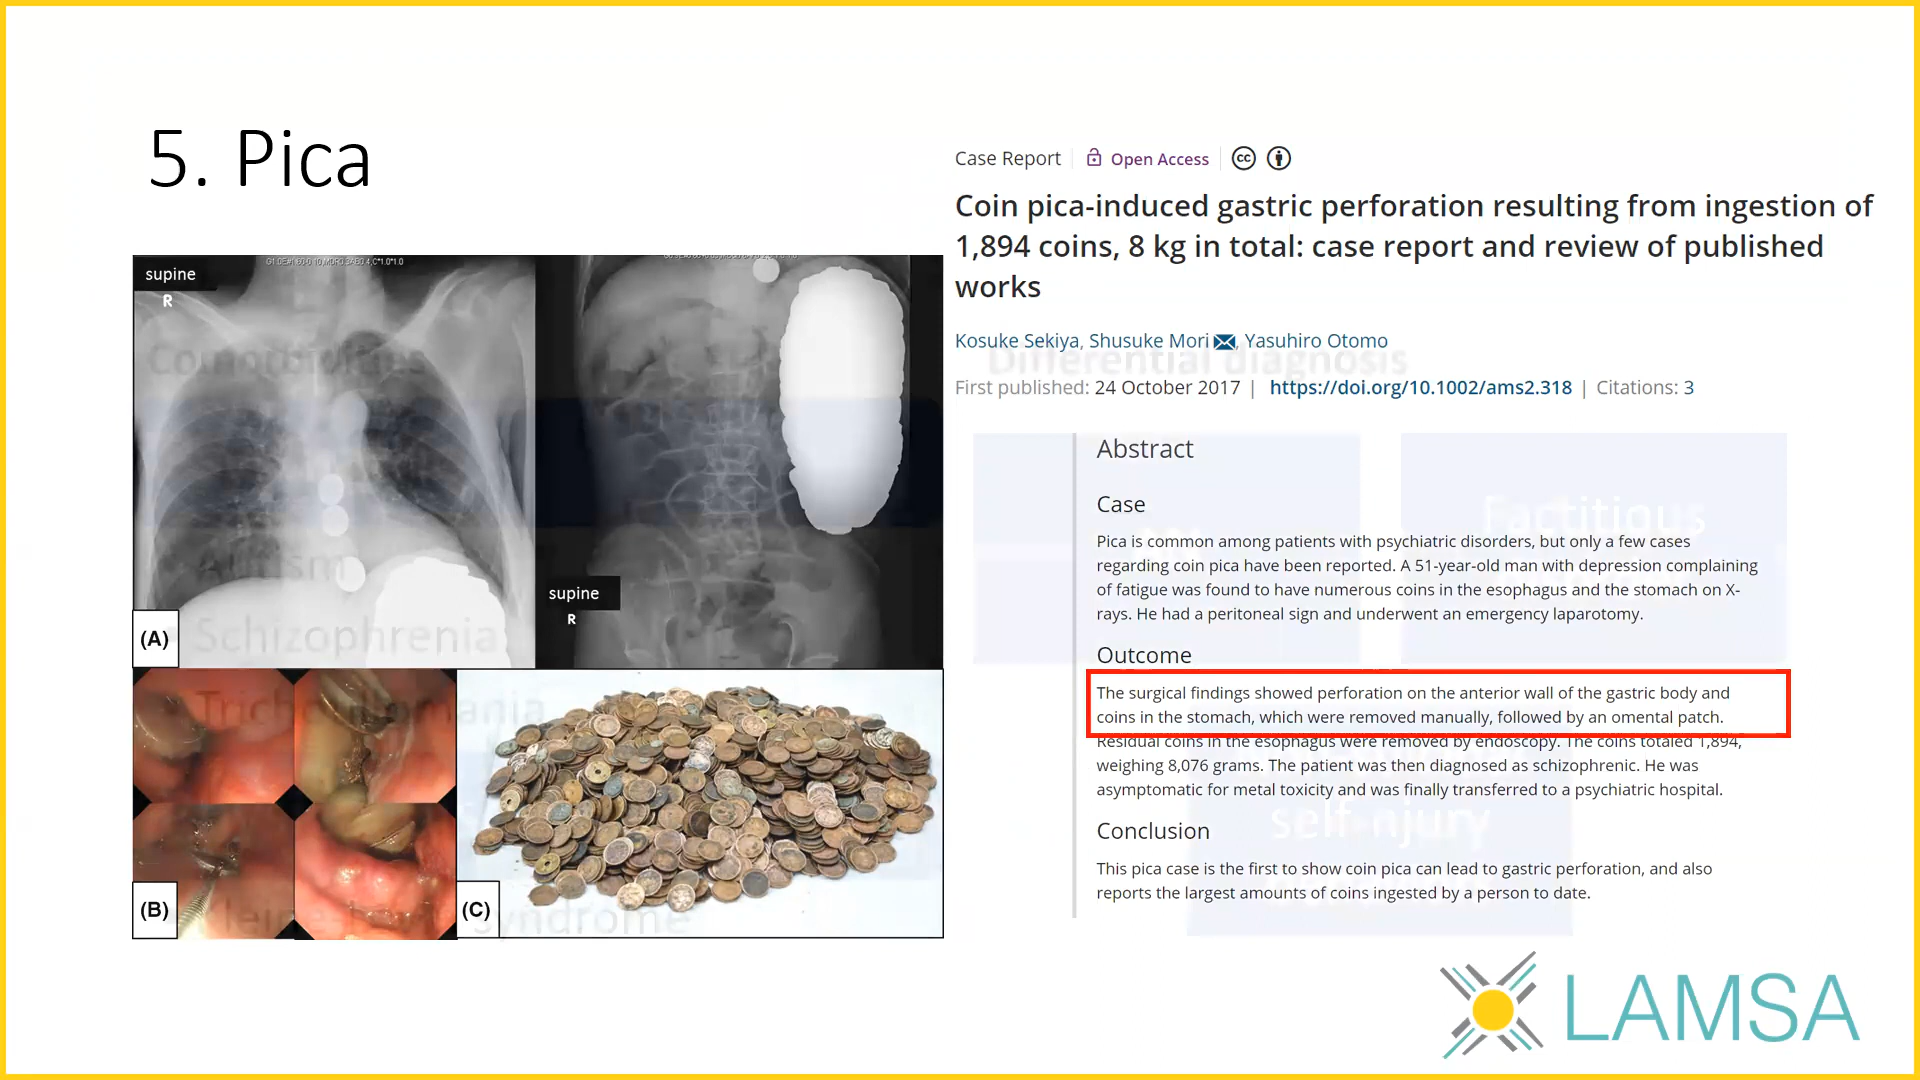 5. Pica
Case Report
Open Access
Coin pica-induced gastric perforation resulting from ingestion of
1,894 coins, 8 kg in total: case report and review of published
works
Kosuke Sekiya, Shusuke Mori, Yasuhiro Otomo
First published: 24 October 2017 | https://doi.org/10.1002/ams2.318 | Citations: 3
supine
R
supine
R
(A)
(B)
(C)
Abstract
Case
Pica is common among patients with psychiatric disorders, but only a few cases
regarding coin pica have been reported. A 51-year-old man with depression complaining
of fatigue was found to have numerous coins in the esophagus and the stomach on X-
rays. He had a peritoneal sign and underwent an emergency laparotomy.
Outcome
The surgical findings showed perforation on the anterior wall of the gastric body and
coins in the stomach, which were removed manually, followed by an omental patch.
Residual coins in the esophagus were removed by endoscopy. The coins totaled 1,894,
weighing 8,076 grams. The patient was then diagnosed as schizophrenic. He was
asymptomatic for metal toxicity and was finally transferred to a psychiatric hospital.
Conclusion
This pica case is the first to show coin pica can lead to gastric perforation, and also
reports the largest amounts of coins ingested by a person to date.
Comorbidities
Autism
Schizophrenia
Trichotillomania
syndrome
Differential diagnosis
Factitious
self-njury
LAMSA